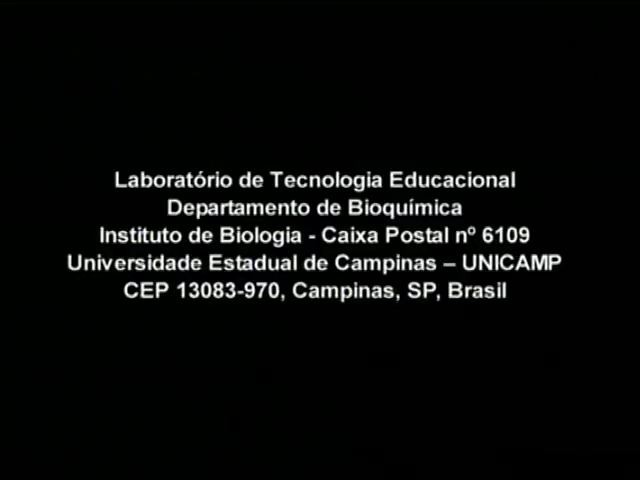 Laboratório de Tecnologia Educacional
Departamento de Bioquímica
Instituto de Biologia - Caixa Postal nº 6109
Universidade Estadual de Campinas – UNICAMP
CEP 13083-970, Campinas, SP, Brasil